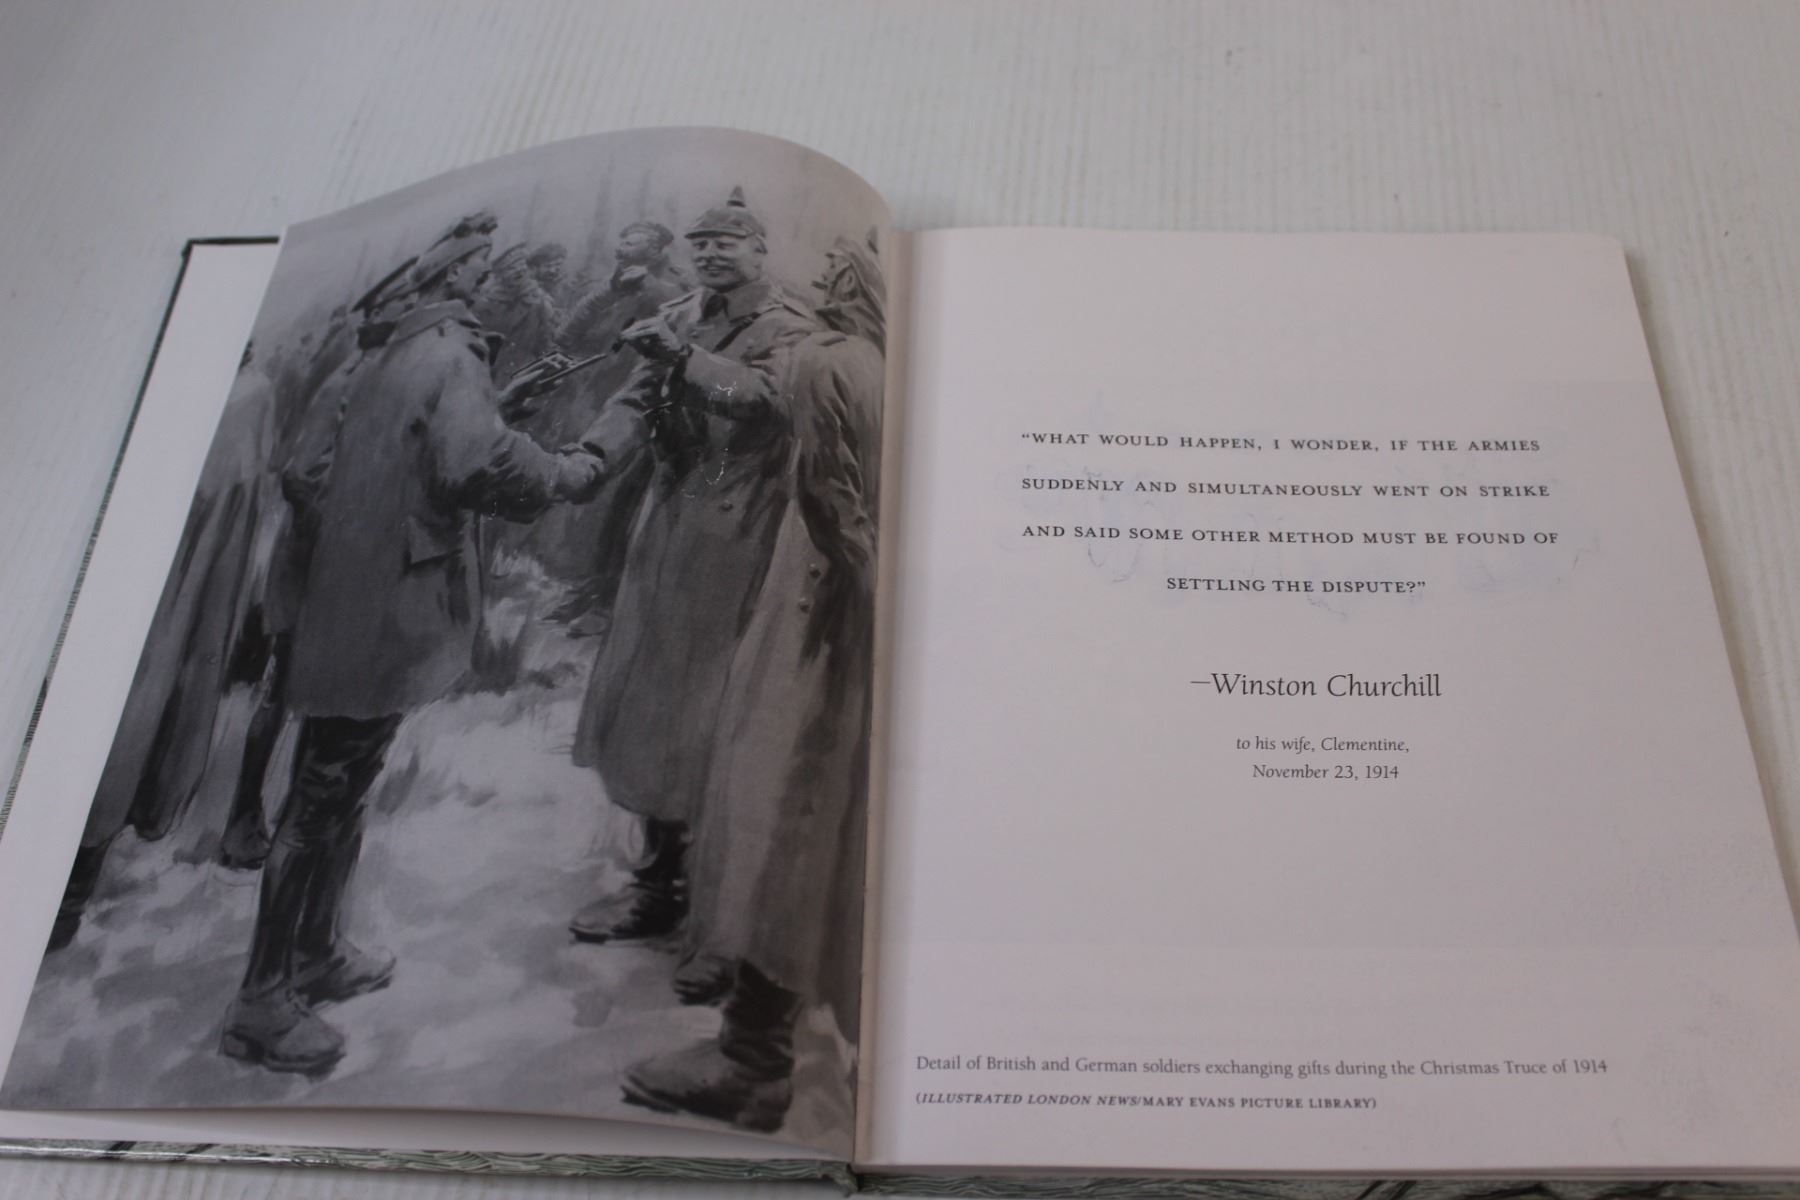 “WHAT WOULD HAPPEN, I WONDER, IF THE ARMIES
SUDDENLY AND SIMULTANEOUSLY WENT ON STRIKE
AND SAID SOME OTHER METHOD MUST BE FOUND OF
SETTLING THE DISPUTE?”
—Winston Churchill
to his wife, Clementine,
November 23, 1914
Detail of British and German soldiers exchanging gifts during the Christmas Truce of 1914
(ILLUSTRATED LONDON NEWS/MARY EVANS PICTURE LIBRARY)